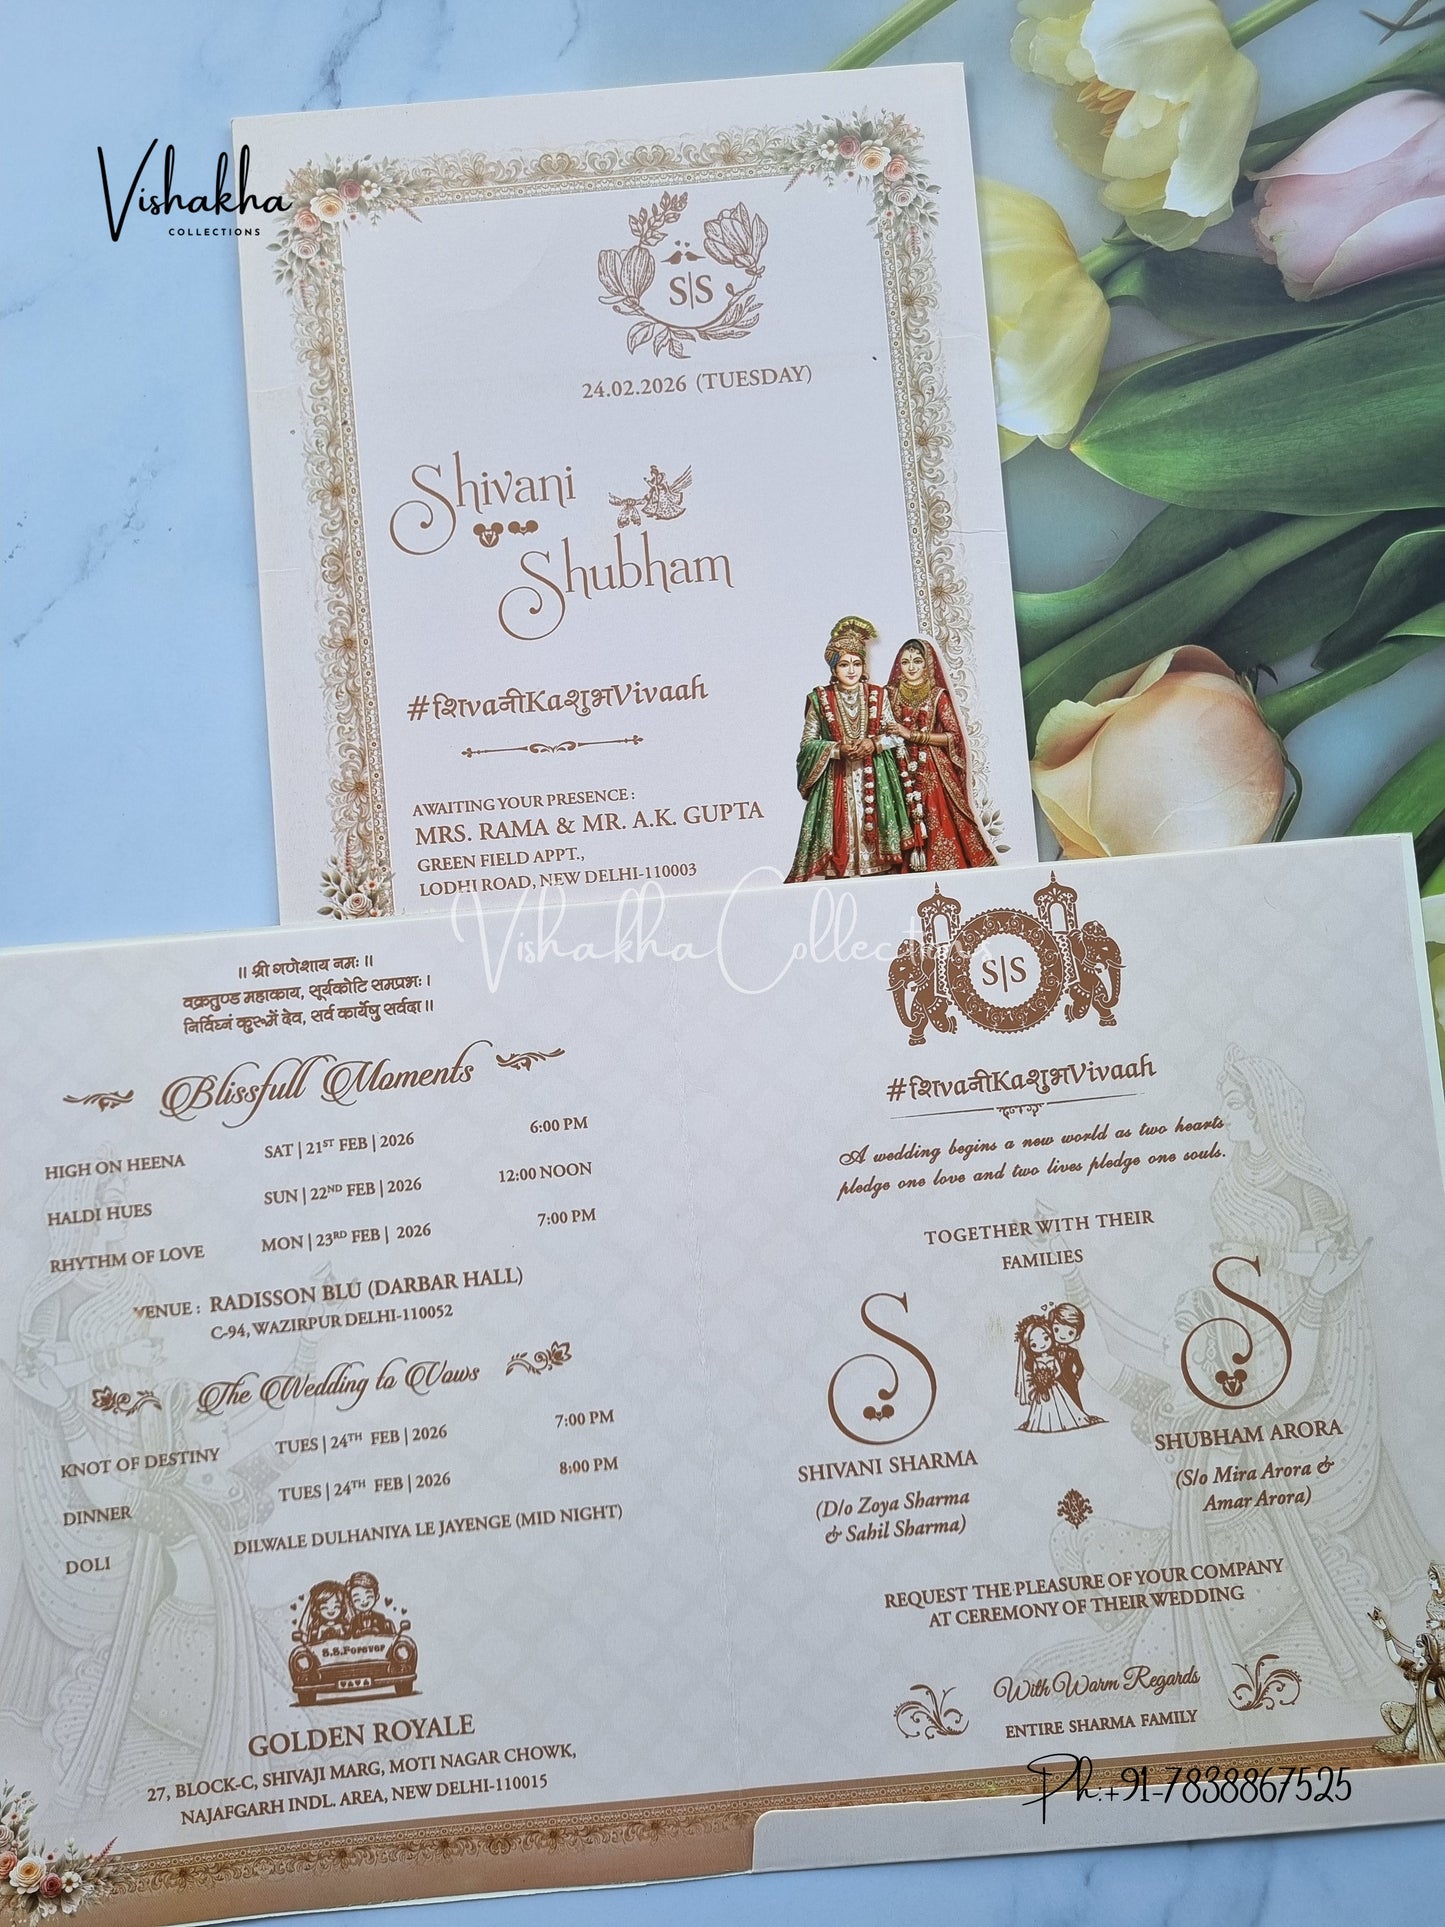 Vishakha
COLLECTIONS
S|S
24.02.2026 (TUESDAY)
Shivani
Shubham
#शिvaनीKaशुभVivaah
AWAITING YOUR PRESENCE :
MRS. RAMA & MR. A.K. GUPTA
GREEN FIELD APPT.,
LODHI ROAD, NEW DELHI-110003
Vishakha Collections
॥ श्री गणेशाय नमः ॥
वक्रतुण्ड महाकाय, सूर्यकोटि समप्रभः।
निर्विघ्नं कुरूमें देव, सर्व कार्येषु सर्वदा॥
Blissfull Moments
HIGH ON HEENA SAT | 21ST FEB | 2026 6:00 PM
HALDI HUES SUN | 22ND FEB | 2026 12:00 NOON
RHYTHM OF LOVE MON | 23RD FEB | 2026 7:00 PM
VENUE : RADISSON BLU (DARBAR HALL)
C-94, WAZIRPUR DELHI-110052
The Wedding to Vows
KNOT OF DESTINY TUES | 24TH FEB | 2026 7:00 PM
DINNER TUES | 24TH FEB | 2026 8:00 PM
DOLI DILWALE DULHANIYA LE JAYENGE (MID NIGHT)
S.S.Forever
GOLDEN ROYALE
27, BLOCK-C, SHIVAJI MARG, MOTI NAGAR CHOWK,
NAJAFGARH INDL. AREA, NEW DELHI-110015
S|S
#शिvaनीKaशुभVivaah
A wedding begins a new world as two hearts
pledge one love and two lives pledge one souls.
TOGETHER WITH THEIR
FAMILIES
S
SHIVANI SHARMA
(D/o Zoya Sharma
& Sahil Sharma)
S
SHUBHAM ARORA
(S/o Mira Arora &
Amar Arora)
REQUEST THE PLEASURE OF YOUR COMPANY
AT CEREMONY OF THEIR WEDDING
With Warm Regards
ENTIRE SHARMA FAMILY
Ph.:+91-7838867525